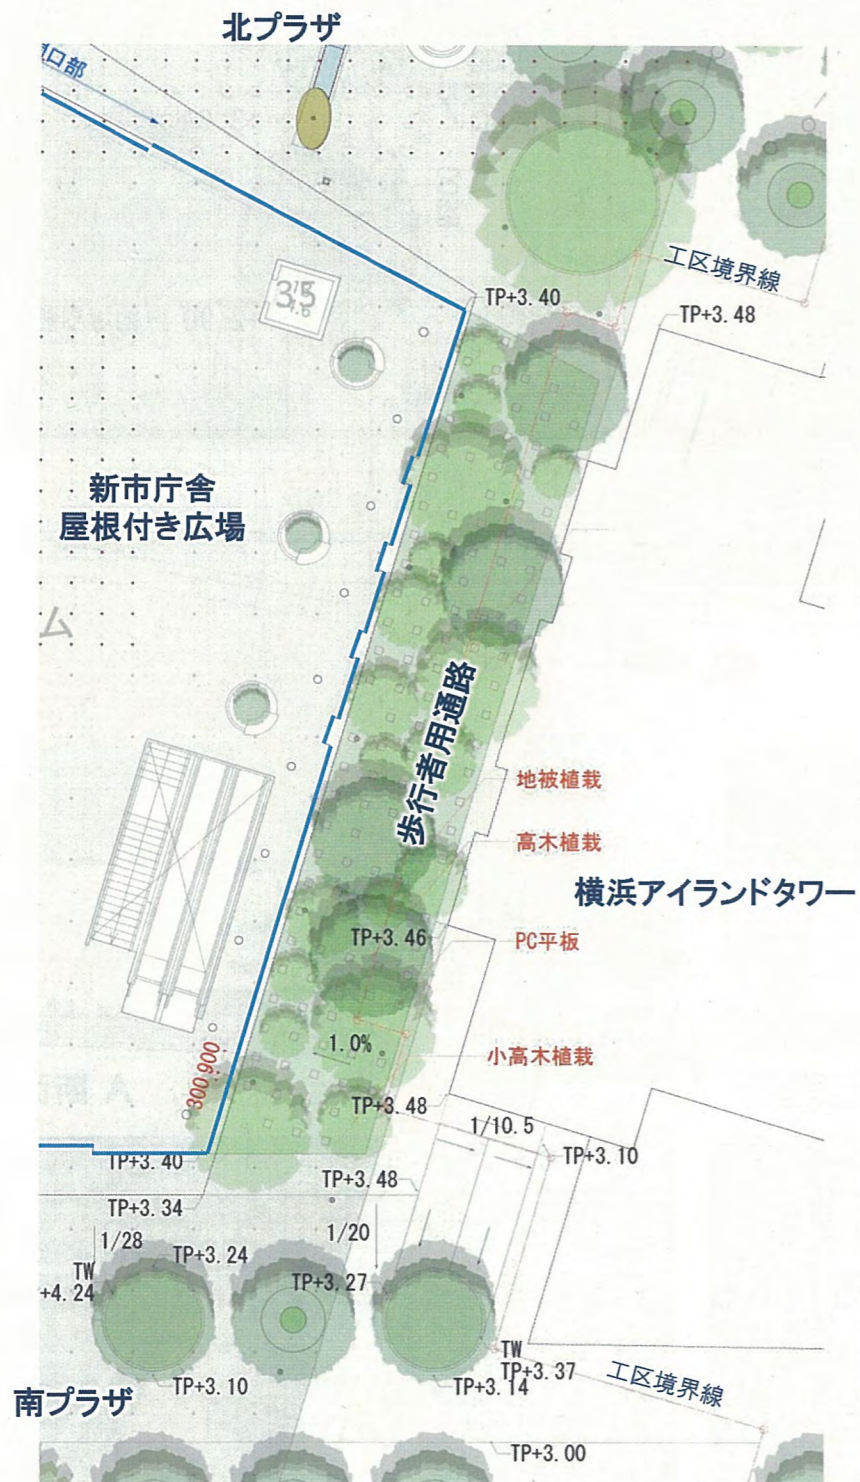 北プラザ
口部
工区境界線
TP+3.40
TP+3.48
新市庁舎
屋根付き広場
ム
歩行者用通路
地被植栽
高木植栽
横浜アイランドタワー
TP+3.46
PC平板
1.0%
小高木植栽
300 900
TP+3.48
1/10.5
TP+3.40
TP+3.10
TP+3.48
TP+3.34
1/28
1/20
TP+3.24
TW
+4.24
TP+3.27
TW
TP+3.37
工区境界線
南プラザ
TP+3.10
TP+3.14
TP+3.00